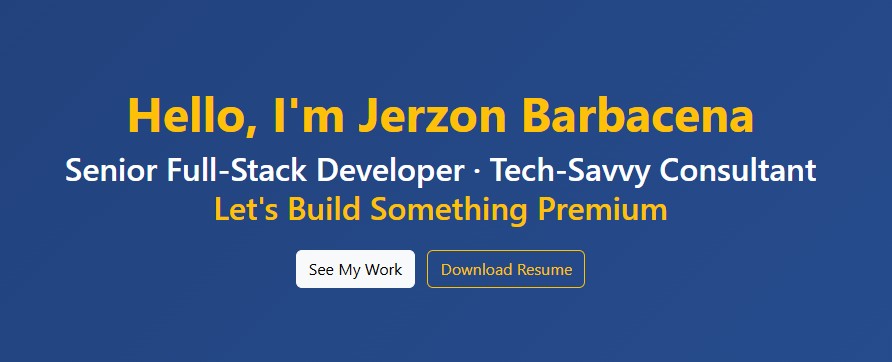 Hello, I'm Jerzon Barbacena
Senior Full-Stack Developer · Tech-Savvy Consultant
Let's Build Something Premium
See My Work
Download Resume